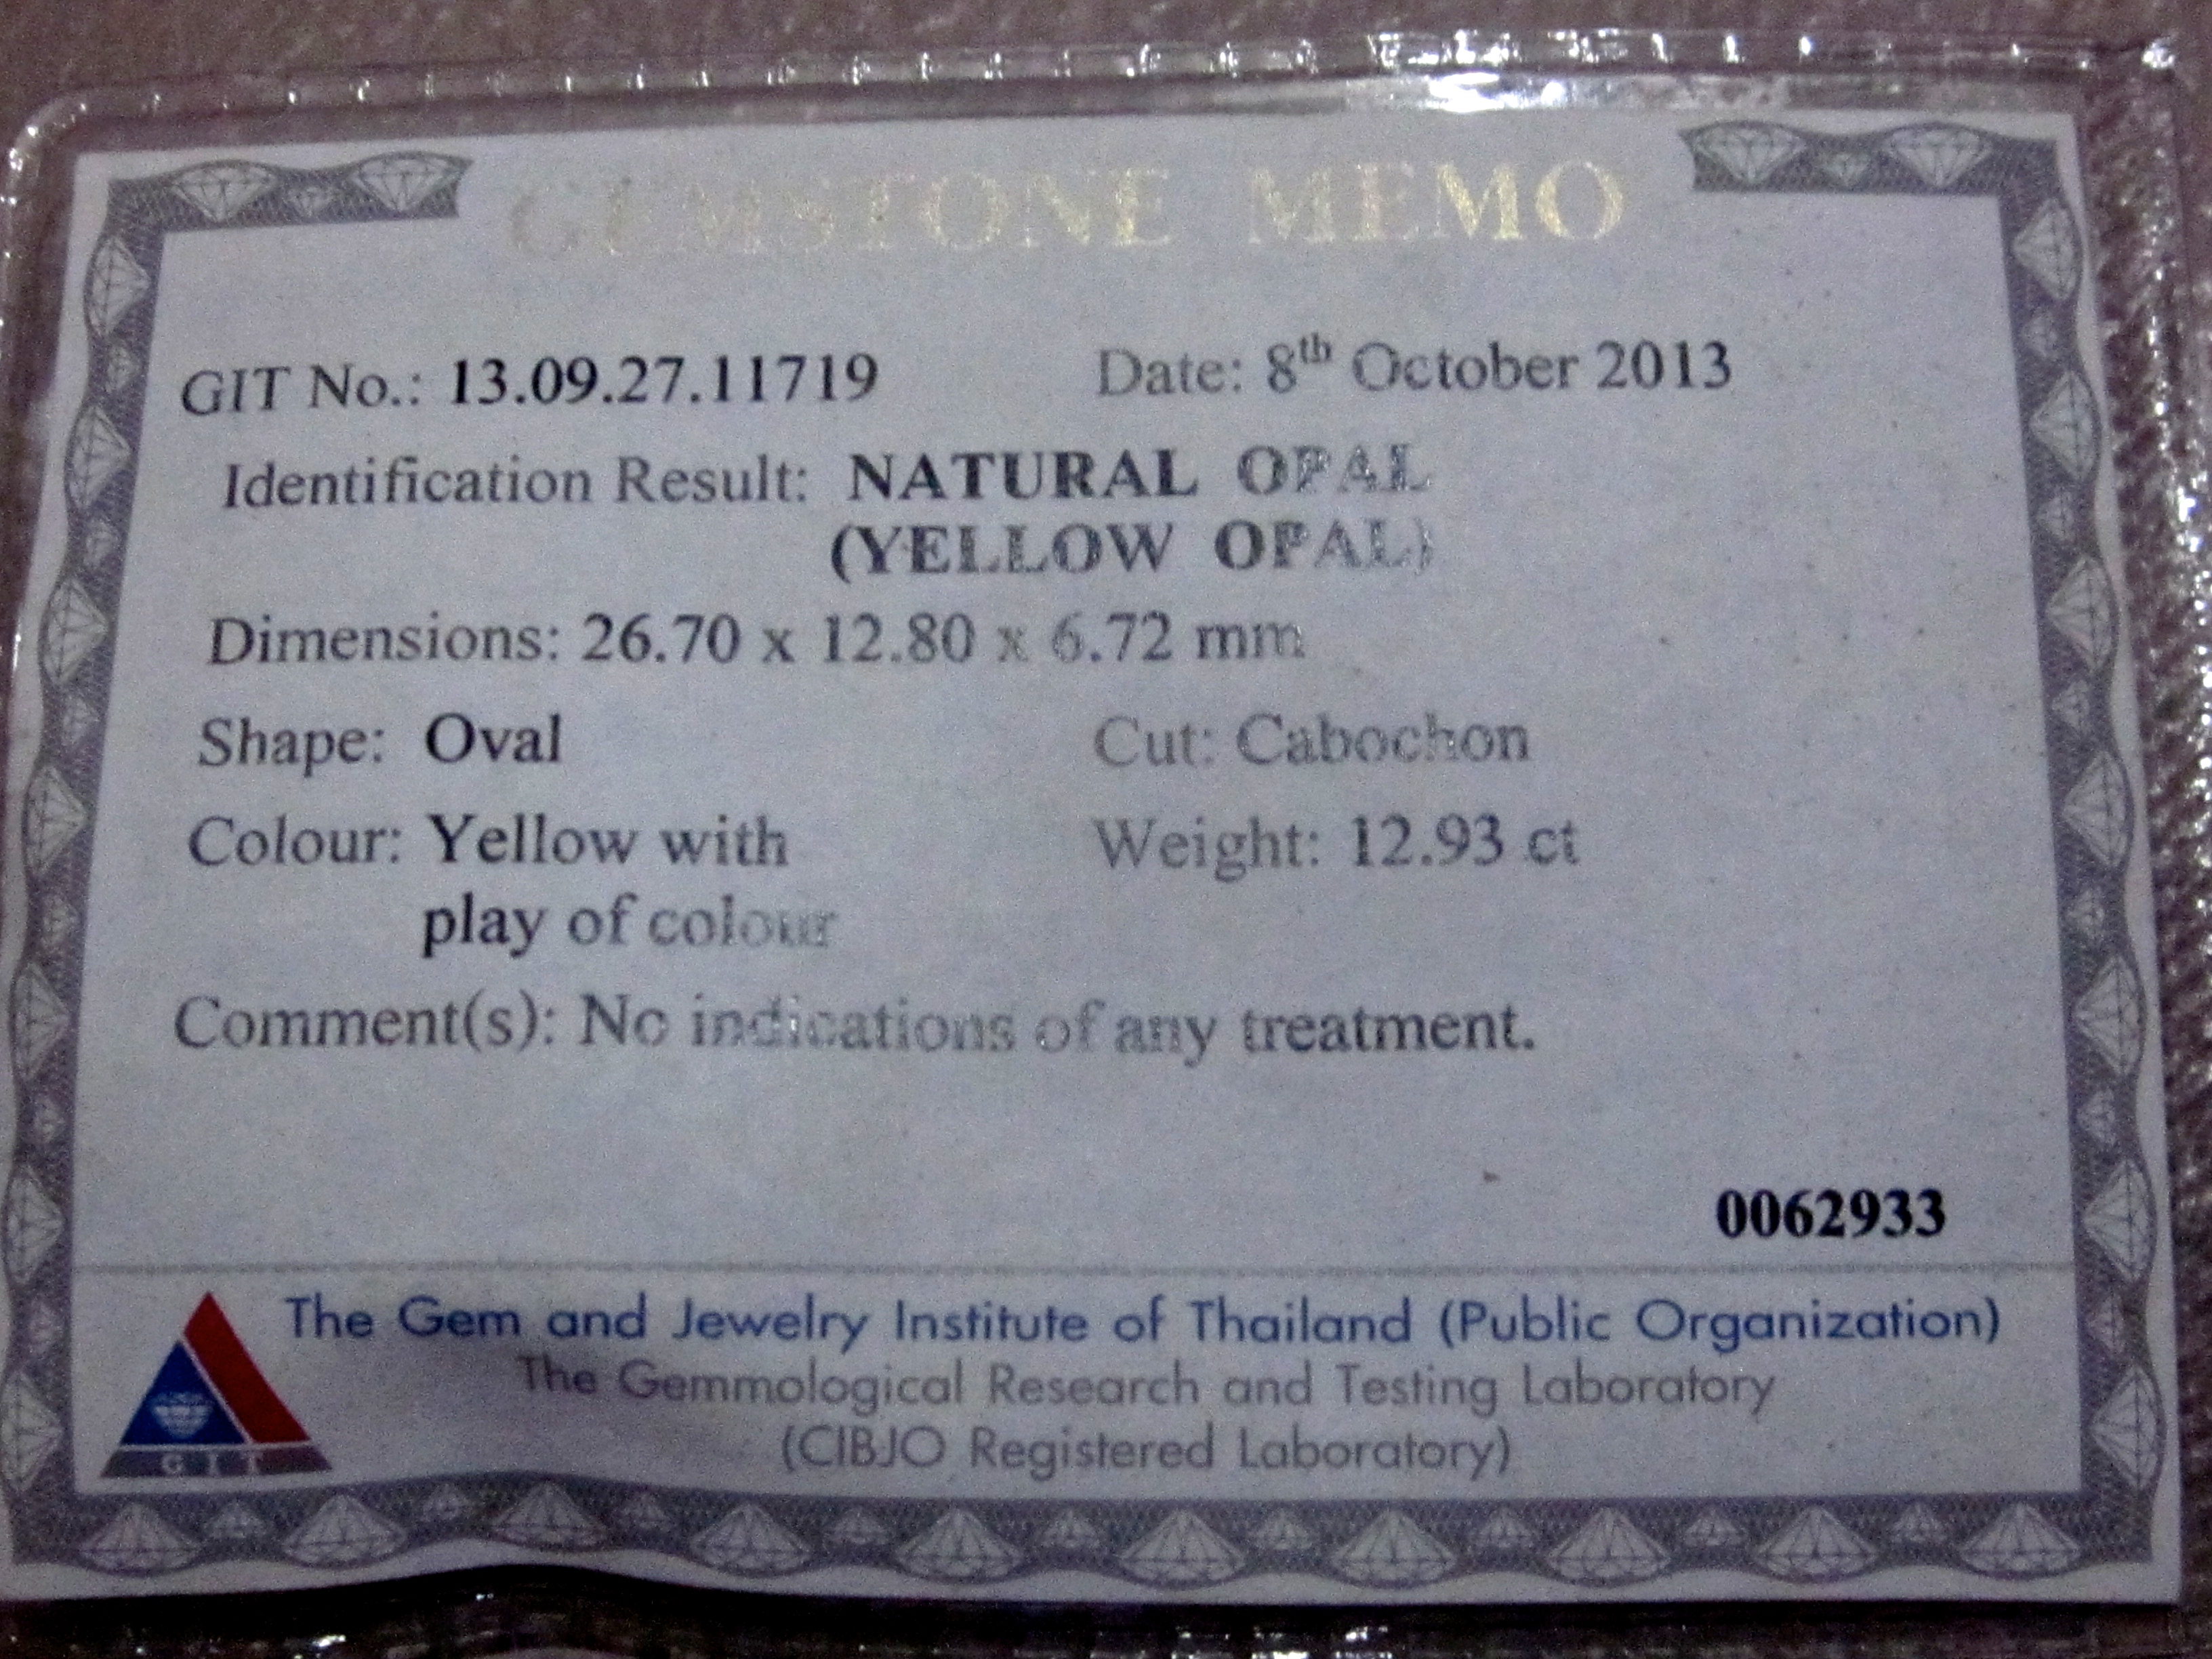 GEMSTONE MEMO
GIT No.: 13.09.27.11719 Date: 8th October 2013
Identification Result: NATURAL OPAL
(YELLOW OPAL)
Dimensions: 26.70 x 12.80 x 6.72 mm
Shape: Oval Cut: Cabochon
Colour: Yellow with Weight: 12.93 ct
play of colour
Comment(s): No indications of any treatment.
0062933
The Gem and Jewelry Institute of Thailand (Public Organization)
The Gemmological Research and Testing Laboratory
(CIBJO Registered Laboratory)
GIT